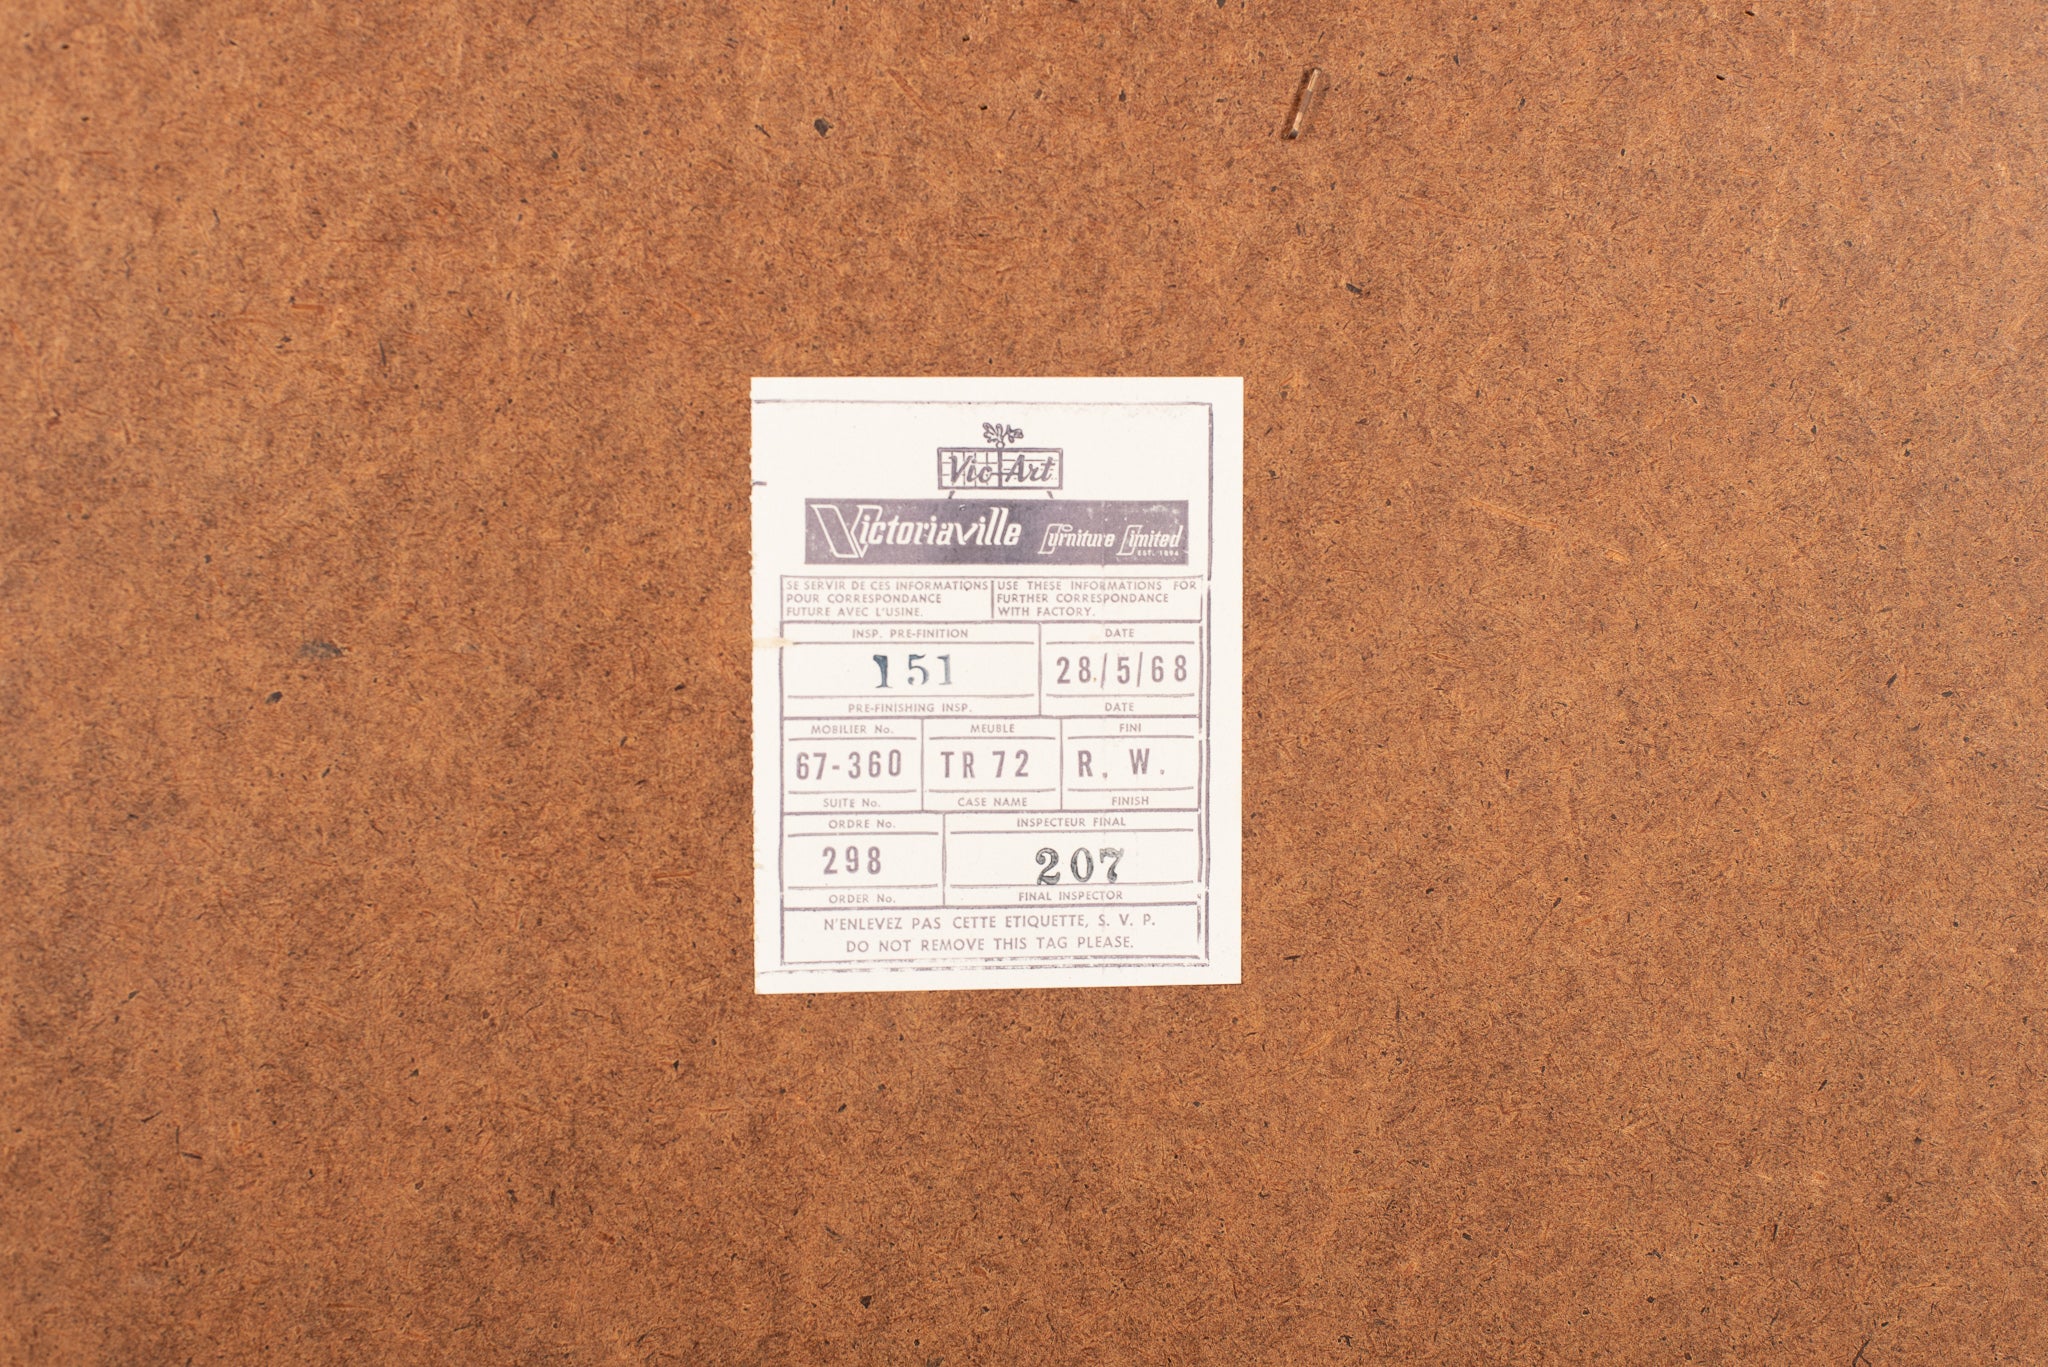 Vic-Art
Victoriaville Furniture Limited
EST. 1894
SE SERVIR DE CES INFORMATIONS
POUR CORRESPONDANCE
FUTURE AVEC L'USINE.
USE THESE INFORMATIONS FOR
FURTHER CORRESPONDANCE
WITH FACTORY.
INSP. PRE-FINITION
151
PRE-FINISHING INSP.
DATE
28/5/68
DATE
MOBILIER No.
67-360
SUITE No.
MEUBLE
TR 72
CASE NAME
FINI
R. W.
FINISH
ORDRE No.
298
ORDER No.
INSPECTEUR FINAL
207
FINAL INSPECTOR
N'ENLEVEZ PAS CETTE ETIQUETTE, S. V. P.
DO NOT REMOVE THIS TAG PLEASE.